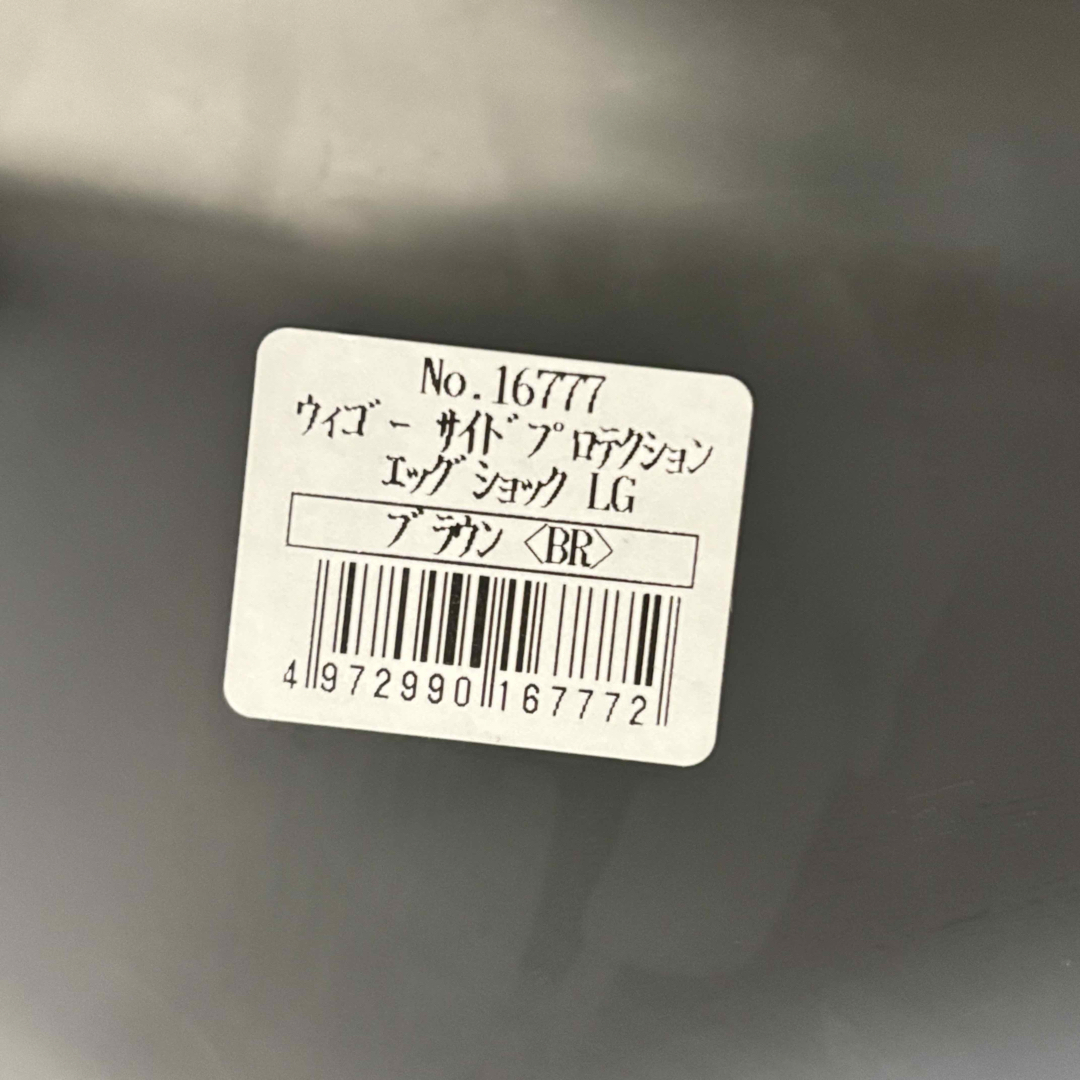 No.16777
ウィゴー サイドプロテクション
エッグショック LG
ブラウン〈BR〉
4 972990 167772